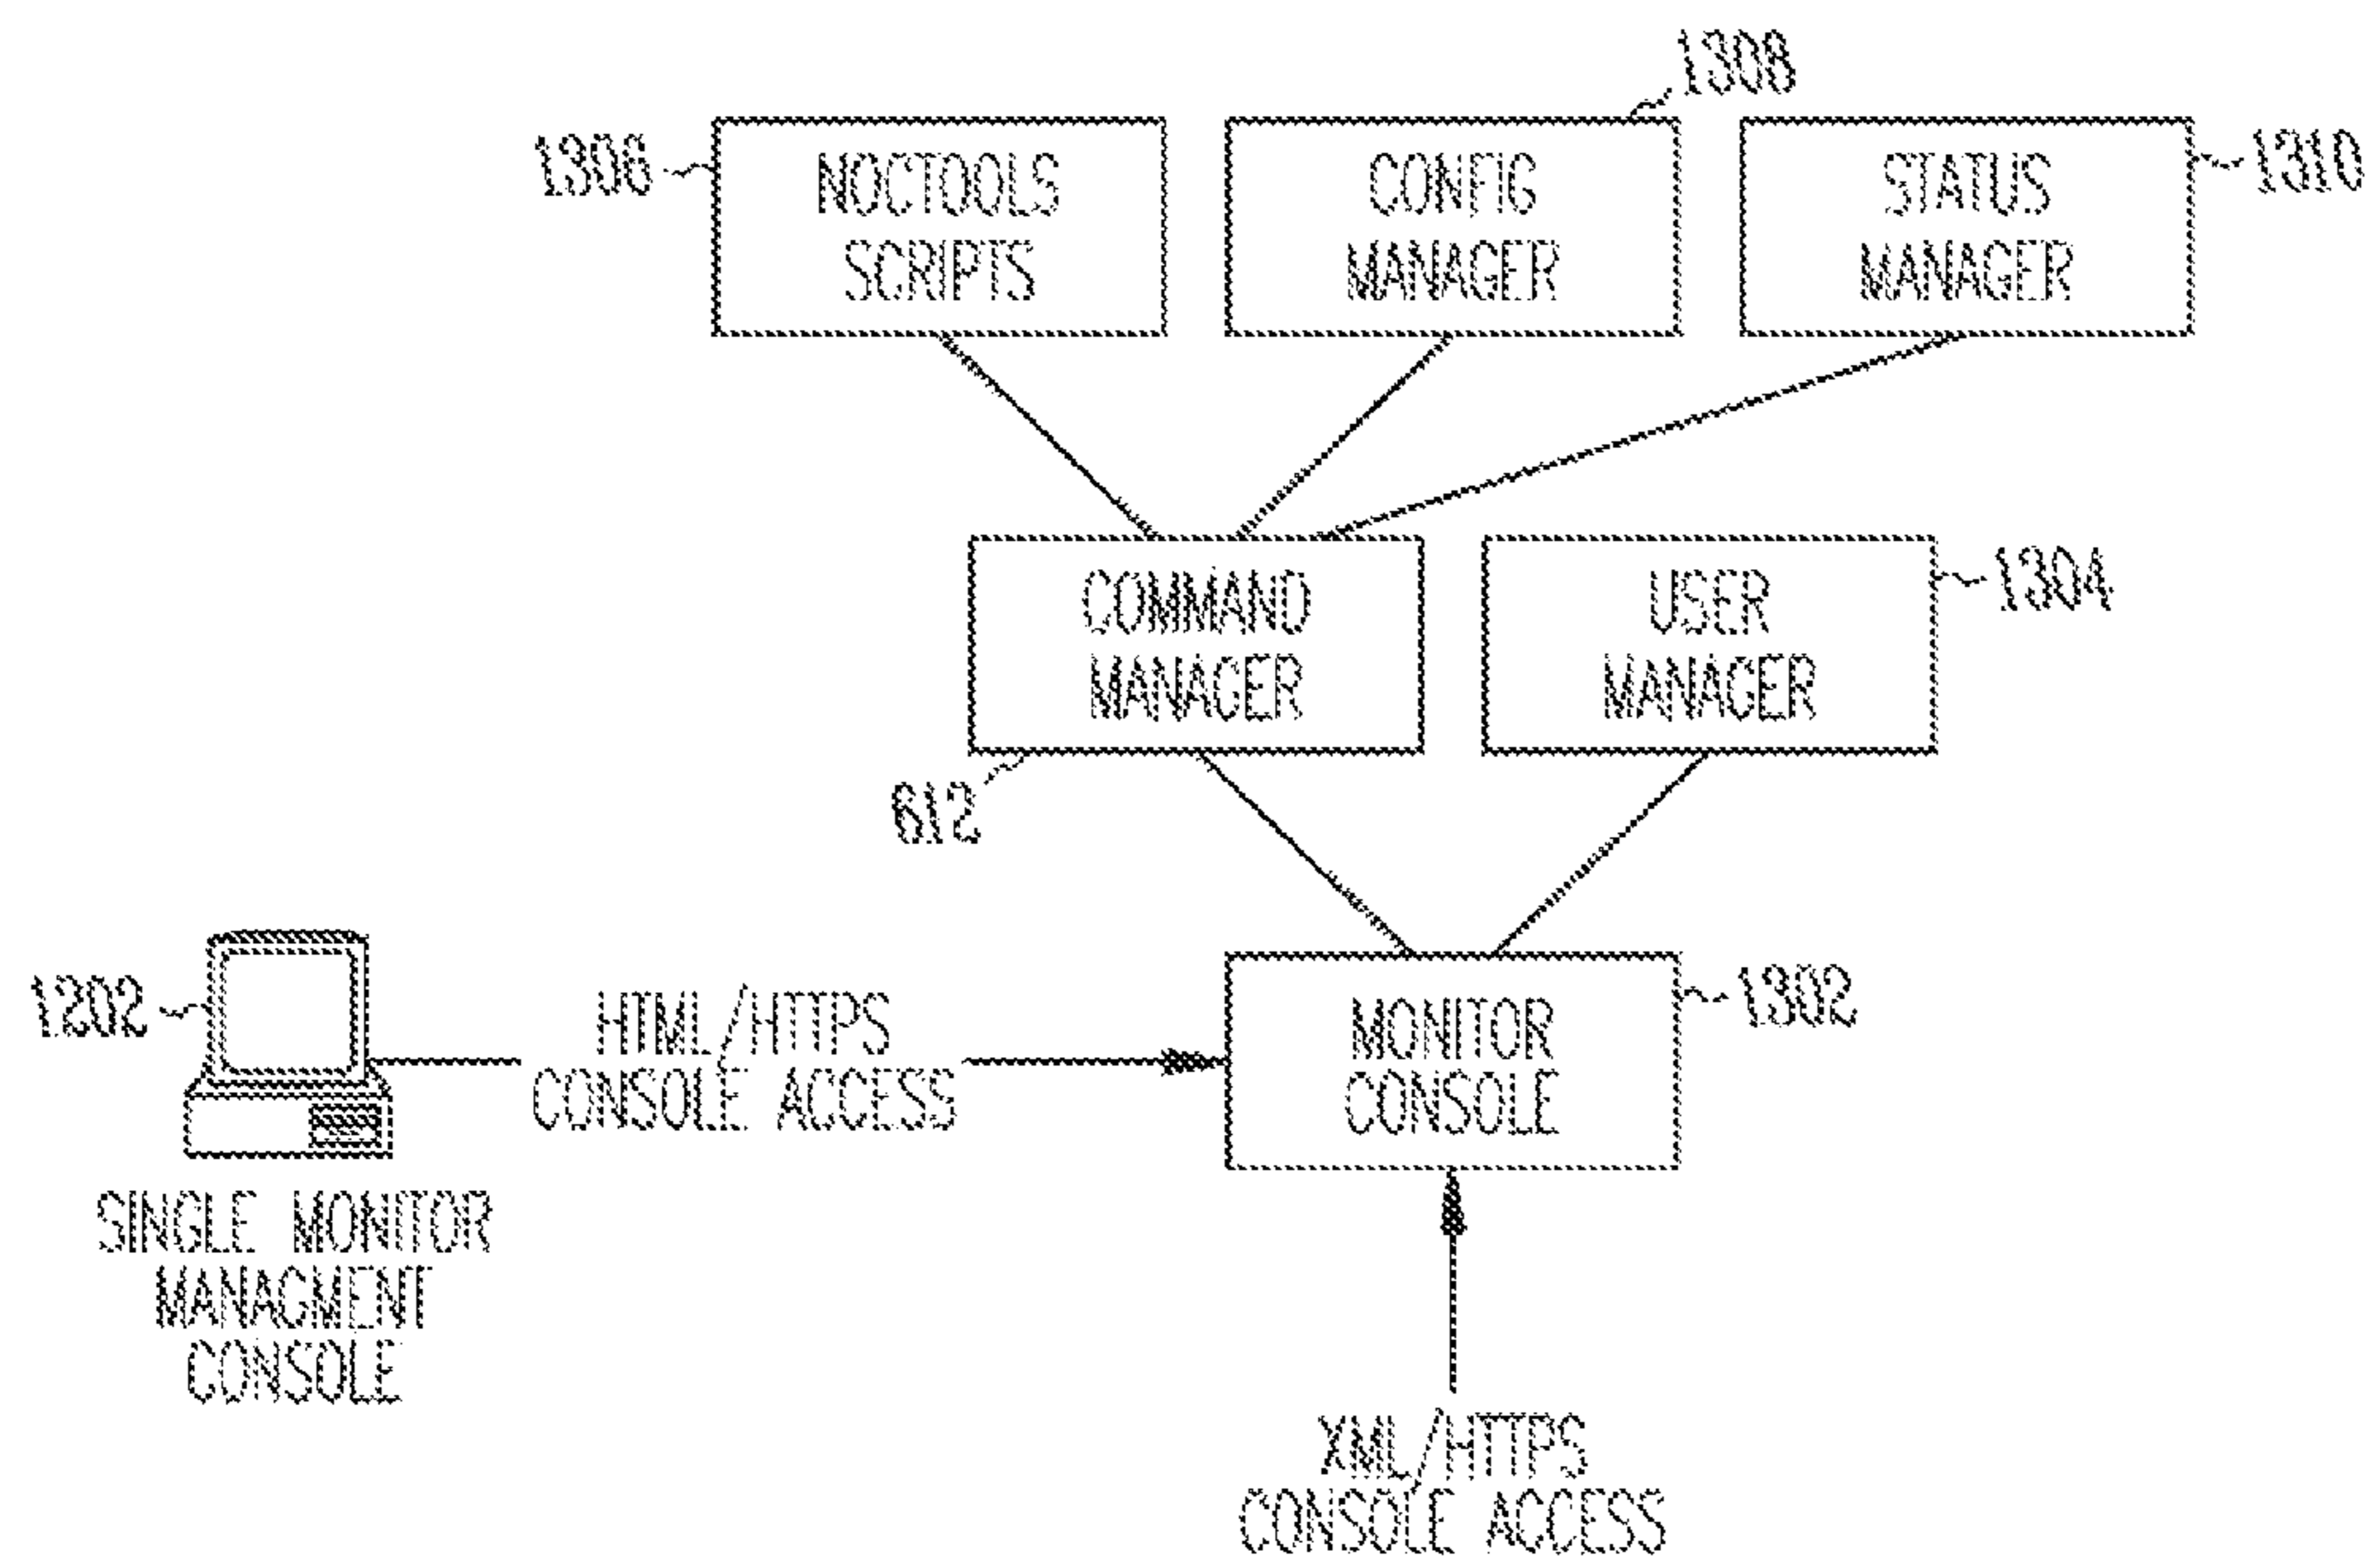 1308
1306
NOCTOOLS
SCRIPTS
CONFIG
MANAGER
STATUS
MANAGER
1310
COMMAND
MANAGER
USER
MANAGER
1304
612
1202
HTML/HTTPS
CONSOLE ACCESS
MONITOR
CONSOLE
1302
SINGLE MONITOR
MANAGMENT
CONSOLE
XML/HTTPS
CONSOLE ACCESS